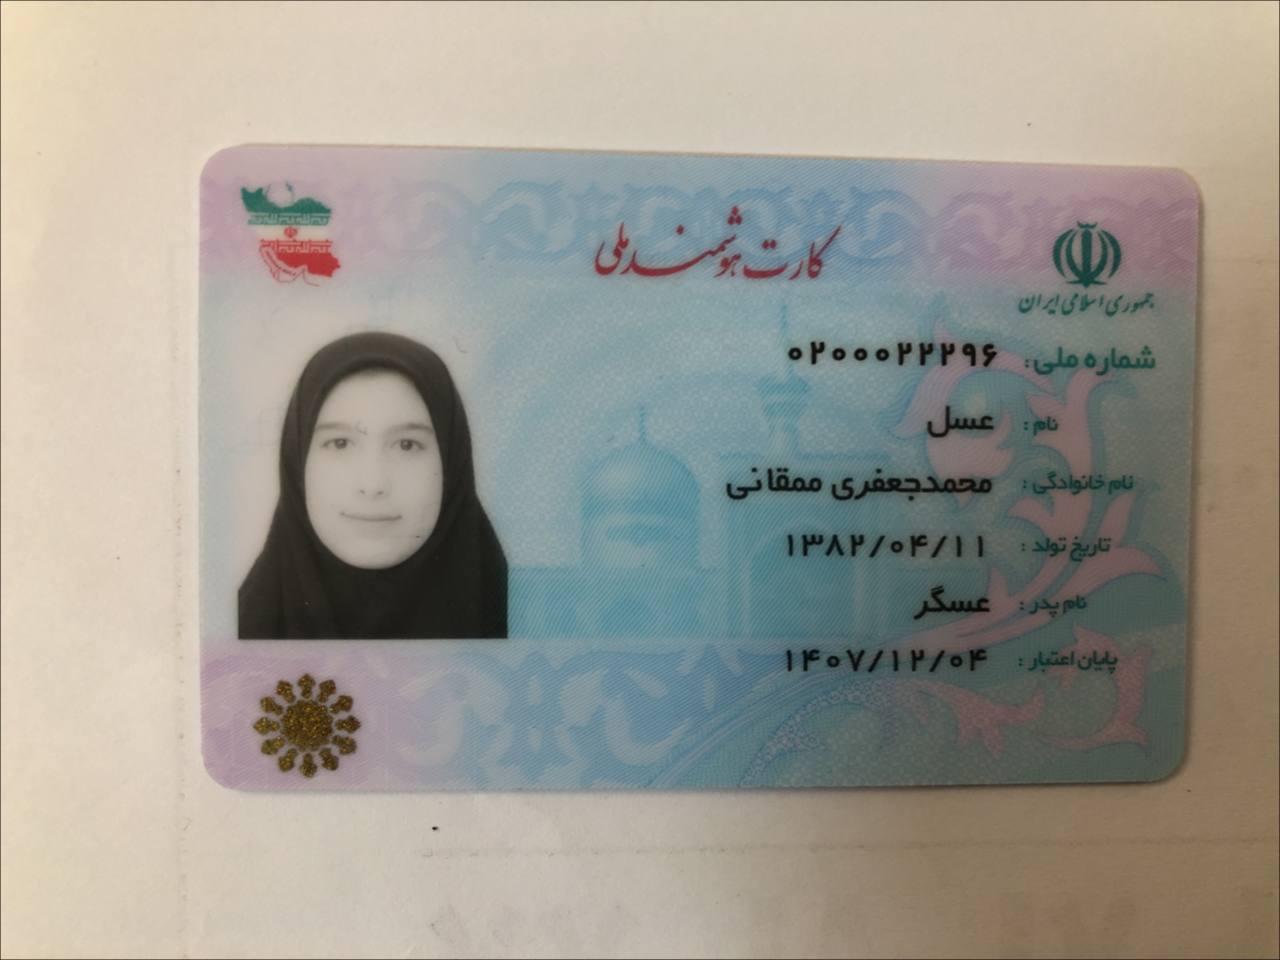 کارت هوشمند ملی
جمهوری اسلامی ایران
شماره ملی: ۰۲۰۰۰۲۲۲۹۶
نام: عسل
نام خانوادگی: محمدجعفری ممقانی
تاریخ تولد: ۱۳۸۲/۰۴/۱۱
نام پدر: عسگر
پایان اعتبار: ۱۴۰۷/۱۲/۰۴